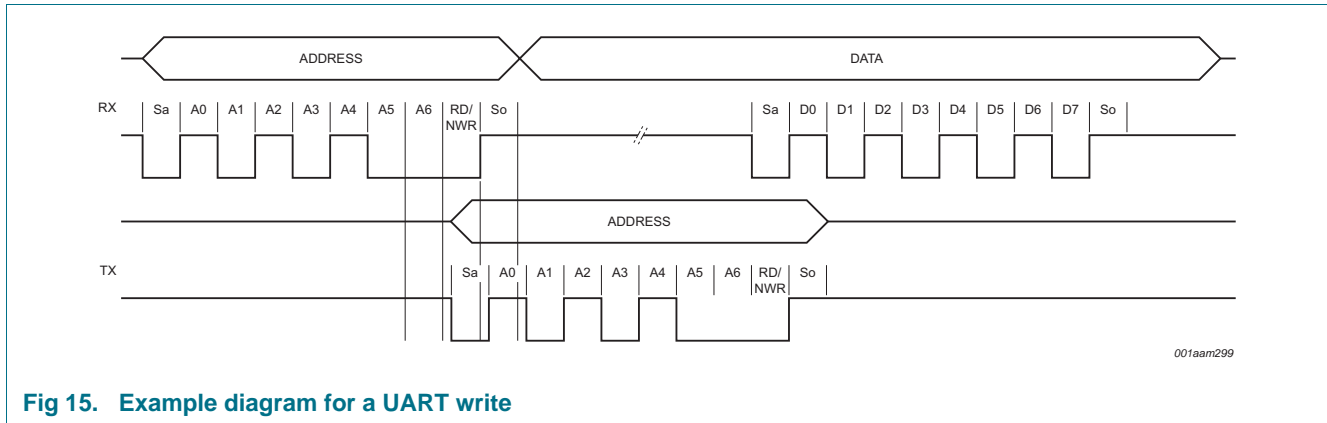 ADDRESS DATA
RX Sa A0 A1 A2 A3 A4 A5 A6 RD/ So Sa D0 D1 D2 D3 D4 D5 D6 D7 So
NWR
ADDRESS
TX Sa A0 A1 A2 A3 A4 A5 A6 RD/ So
NWR
001aam299
Fig 15. Example diagram for a UART write